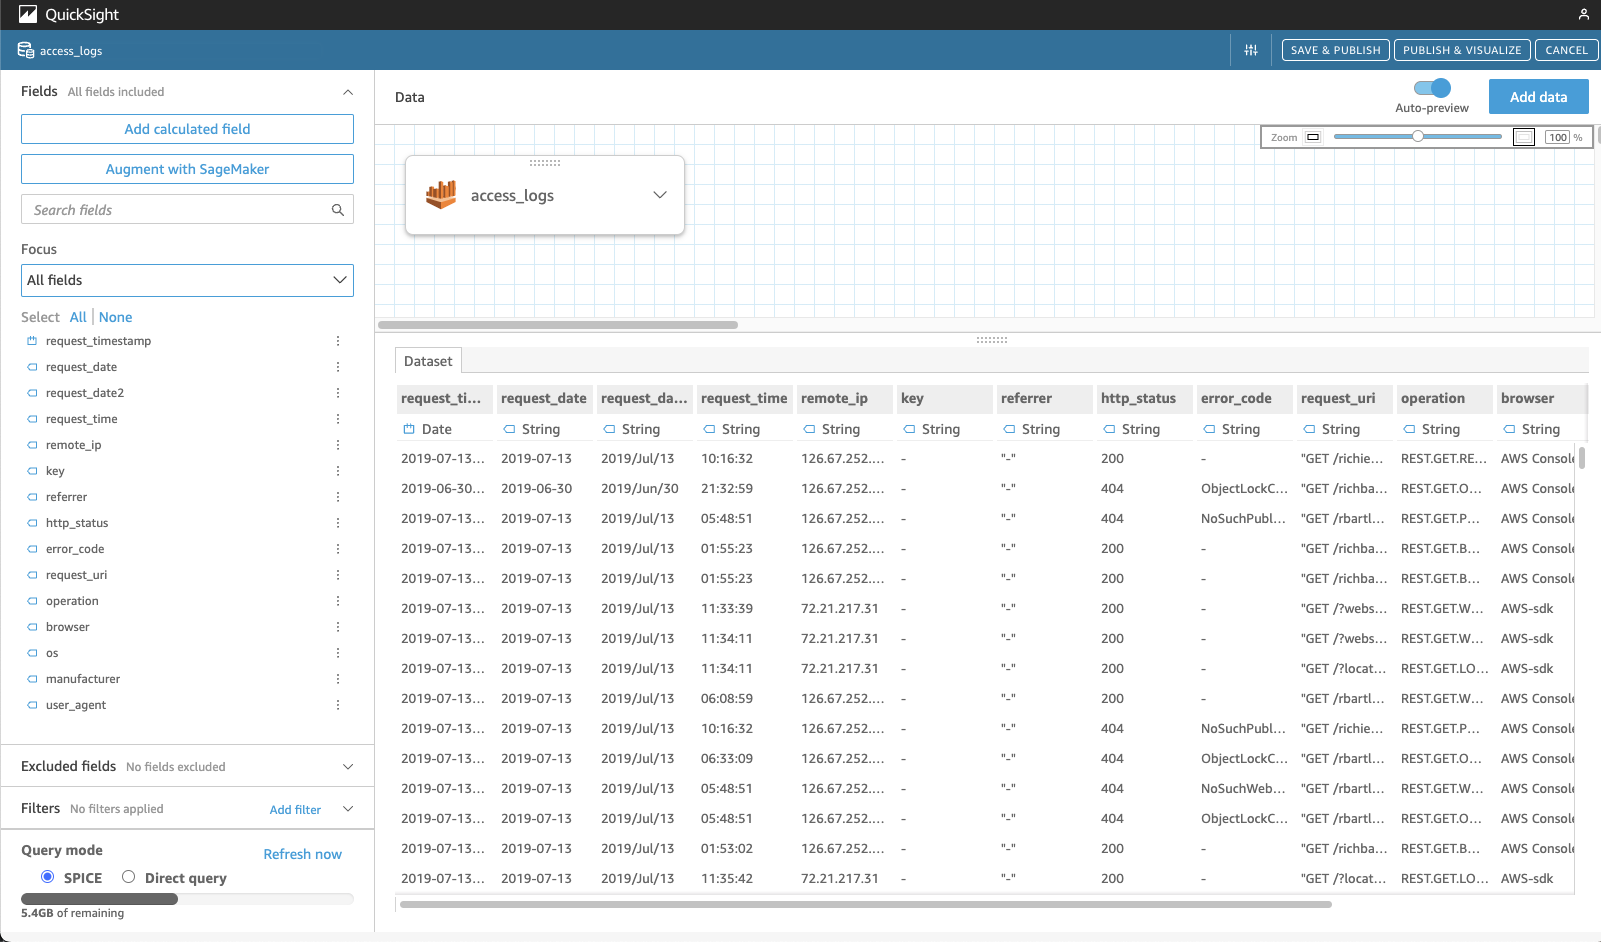 QuickSight
access_logs
SAVE & PUBLISH
PUBLISH & VISUALIZE
CANCEL
Fields All fields included
Add calculated field
Augment with SageMaker
Search fields
Focus
All fields
Select All | None
request_timestamp
request_date
request_date2
request_time
remote_ip
key
referrer
http_status
error_code
request_uri
operation
browser
os
manufacturer
user_agent
Excluded fields No fields excluded
Filters No filters applied Add filter
Query mode Refresh now
SPICE Direct query
5.4GB of remaining
Data
Auto-preview
Add data
Zoom 100 %
access_logs
Dataset
request_ti... request_date request_da... request_time remote_ip key referrer http_status error_code request_uri operation browser
Date String String String String String String String String String String String
2019-07-13... 2019-07-13 2019/Jul/13 10:16:32 126.67.252.... - "-" 200 - "GET /richie... REST.GET.RE... AWS Console
2019-06-30... 2019-06-30 2019/Jun/30 21:32:59 126.67.252.... - "-" 404 ObjectLockC... "GET /richba... REST.GET.O... AWS Console
2019-07-13... 2019-07-13 2019/Jul/13 05:48:51 126.67.252.... - "-" 404 NoSuchPubl... "GET /rbartl... REST.GET.P... AWS Console
2019-07-13... 2019-07-13 2019/Jul/13 01:55:23 126.67.252.... - "-" 200 - "GET /richba... REST.GET.B... AWS Console
2019-07-13... 2019-07-13 2019/Jul/13 01:55:23 126.67.252.... - "-" 200 - "GET /richba... REST.GET.B... AWS Console
2019-07-13... 2019-07-13 2019/Jul/13 11:33:39 72.21.217.31 - "-" 200 - "GET /?webs... REST.GET.W... AWS-sdk
2019-07-13... 2019-07-13 2019/Jul/13 11:34:11 72.21.217.31 - "-" 200 - "GET /?webs... REST.GET.W... AWS-sdk
2019-07-13... 2019-07-13 2019/Jul/13 11:34:11 72.21.217.31 - "-" 200 - "GET /?locat... REST.GET.LO... AWS-sdk
2019-07-13... 2019-07-13 2019/Jul/13 06:08:59 126.67.252.... - "-" 200 - "GET /rbartl... REST.GET.W... AWS Console
2019-07-13... 2019-07-13 2019/Jul/13 10:16:32 126.67.252.... - "-" 404 NoSuchPubl... "GET /richie... REST.GET.P... AWS Console
2019-07-13... 2019-07-13 2019/Jul/13 06:33:09 126.67.252.... - "-" 404 ObjectLockC... "GET /rbartl... REST.GET.O... AWS Console
2019-07-13... 2019-07-13 2019/Jul/13 05:48:51 126.67.252.... - "-" 404 NoSuchWeb... "GET /rbartl... REST.GET.W... AWS Console
2019-07-13... 2019-07-13 2019/Jul/13 05:48:51 126.67.252.... - "-" 404 ObjectLockC... "GET /rbartl... REST.GET.O... AWS Console
2019-07-13... 2019-07-13 2019/Jul/13 01:53:02 126.67.252.... - "-" 200 - "GET /richba... REST.GET.B... AWS Console
2019-07-13... 2019-07-13 2019/Jul/13 11:35:42 72.21.217.31 - "-" 200 - "GET /?locat... REST.GET.LO... AWS-sdk